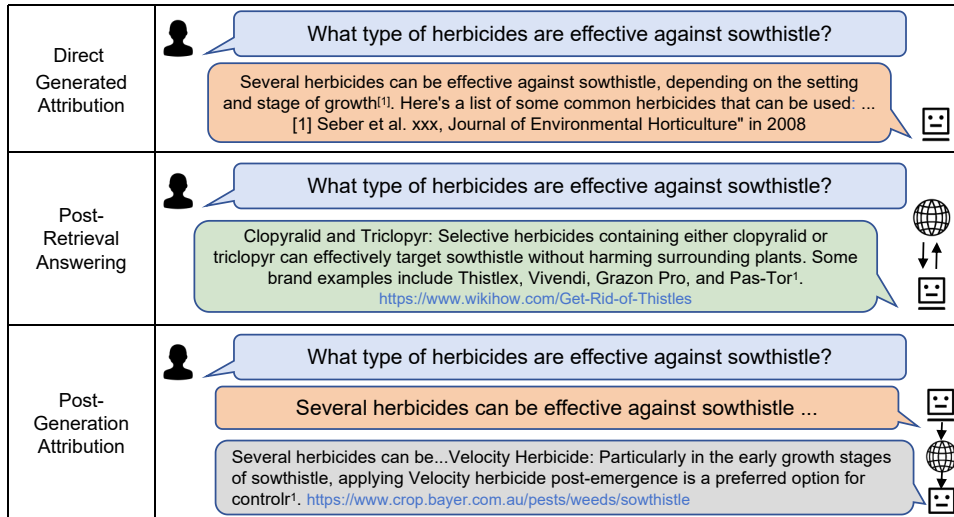 Direct
Generated
Attribution
What type of herbicides are effective against sowthistle?
Several herbicides can be effective against sowthistle, depending on the setting
and stage of growth[1]. Here's a list of some common herbicides that can be used: ...
[1] Seber et al. xxx, Journal of Environmental Horticulture" in 2008
Post-
Retrieval
Answering
What type of herbicides are effective against sowthistle?
Clopyralid and Triclopyr: Selective herbicides containing either clopyralid or
triclopyr can effectively target sowthistle without harming surrounding plants. Some
brand examples include Thistlex, Vivendi, Grazon Pro, and Pas-Tor¹.
https://www.wikihow.com/Get-Rid-of-Thistles
Post-
Generation
Attribution
What type of herbicides are effective against sowthistle?
Several herbicides can be effective against sowthistle ...
Several herbicides can be...Velocity Herbicide: Particularly in the early growth stages
of sowthistle, applying Velocity herbicide post-emergence is a preferred option for
controlr¹. https://www.crop.bayer.com.au/pests/weeds/sowthistle